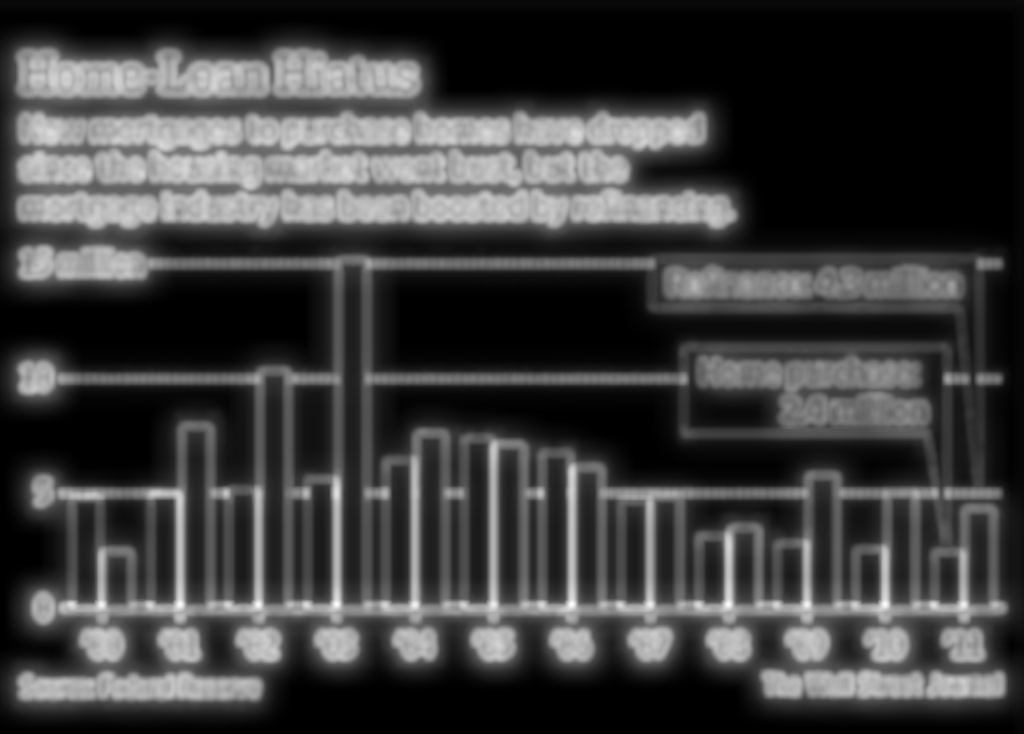 Home-Loan Hiatus
New mortgages to purchase homes have dropped
since the housing market went bust, but the
mortgage industry has been boosted by refinancing.
15 million
Refinance: 4.3 million
10
Home purchase:
2.4 million
5
0
'00 '01 '02 '03 '04 '05 '06 '07 '08 '09 '10 '11
Source: Federal Reserve
The Wall Street Journal